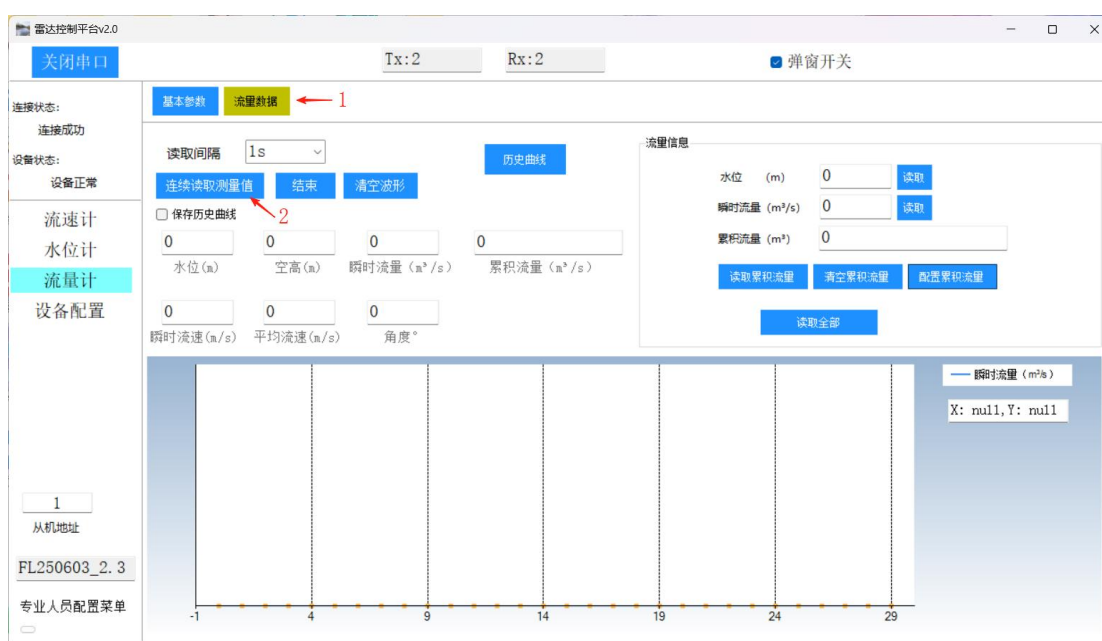 雷达控制平台v2.0
关闭串口
Tx:2
Rx:2
弹窗开关
连接状态:
连接成功
设备状态:
设备正常
流速计
水位计
流量计
设备配置
1
从机地址
FL250603_2.3
专业人员配置菜单
基本参数
流量数据
1
读取间隔
1s
历史曲线
连续读取测量值
结束
清空波形
2
保存历史曲线
0
0
0
0
水位(m)
空高(m)
瞬时流量(m³/s)
累积流量(m³/s)
0
0
0
瞬时流速(m/s)
平均流速(m/s)
角度°
流量信息
水位 (m)
0
读取
瞬时流量 (m³/s)
0
读取
累积流量 (m³)
0
读取累积流量
清空累积流量
配置累积流量
读取全部
瞬时流量(m³/s)
X: null,Y: null
-1
4
9
14
19
24
29